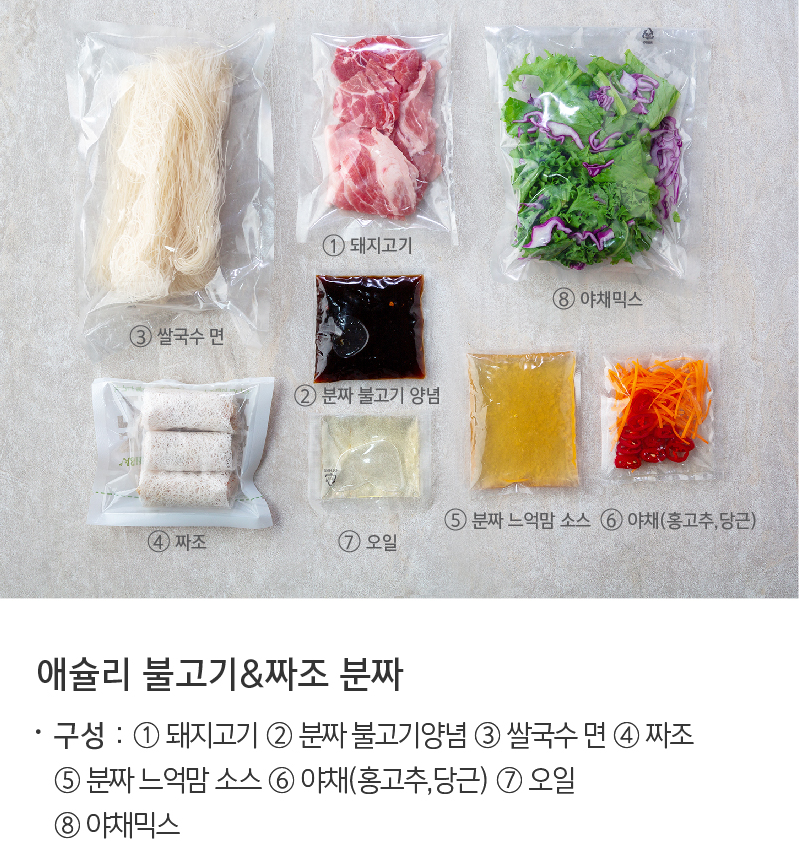 ① 돼지고기
⑧ 야채믹스
③ 쌀국수 면
② 분짜 불고기 양념
⑤ 분짜 느억맘 소스 ⑥ 야채(홍고추,당근)
④ 짜조
⑦ 오일
애슐리 불고기&짜조 분짜
• 구성 : ① 돼지고기 ② 분짜 불고기양념 ③ 쌀국수 면 ④ 짜조
⑤ 분짜 느억맘 소스 ⑥ 야채(홍고추,당근) ⑦ 오일
⑧ 야채믹스